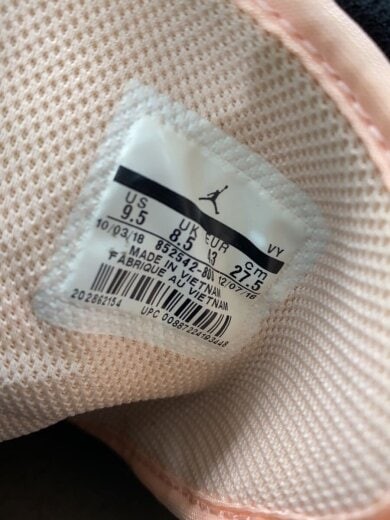 VY
US UK EUR cm
9.5 8.5 43 27.5
10/03/18 12/07/18
852542-800
MADE IN VIETNAM
FABRIQUE AU VIETNAM
202862154
UPC 00887224193448